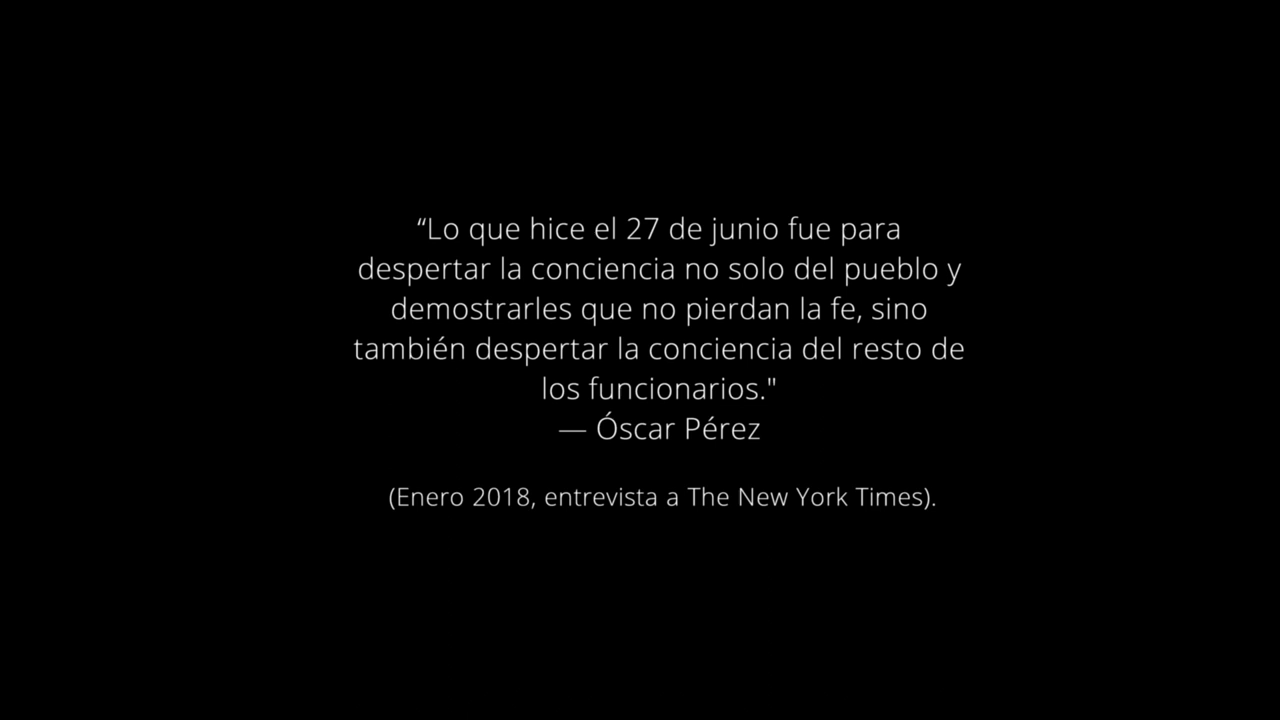 “Lo que hice el 27 de junio fue para
despertar la conciencia no solo del pueblo y
demostrarles que no pierdan la fe, sino
también despertar la conciencia del resto de
los funcionarios."
— Óscar Pérez
(Enero 2018, entrevista a The New York Times).